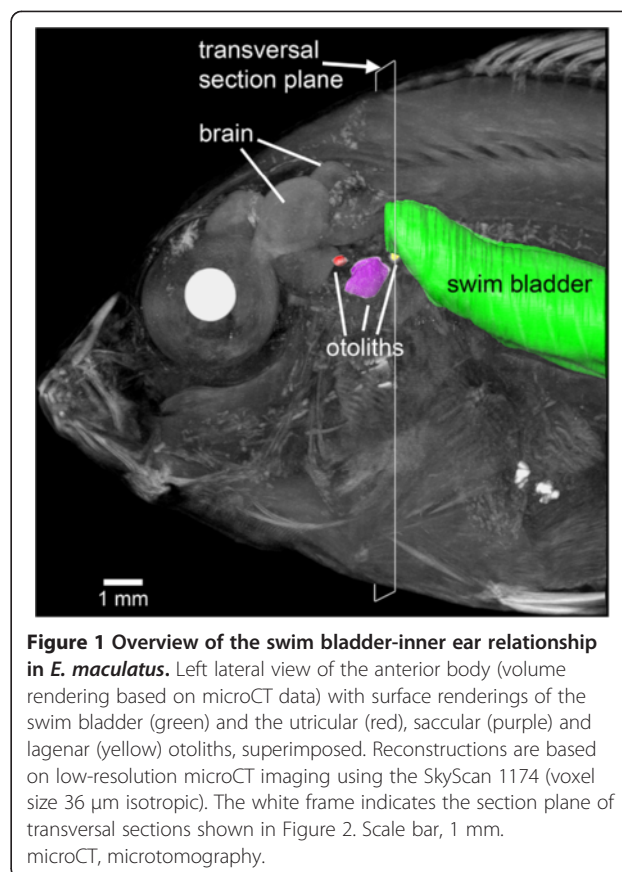 transversal
section plane
brain
swim bladder
otoliths
1 mm
Figure 1 Overview of the swim bladder-inner ear relationship
in E. maculatus. Left lateral view of the anterior body (volume
rendering based on microCT data) with surface renderings of the
swim bladder (green) and the utricular (red), saccular (purple) and
lagenar (yellow) otoliths, superimposed. Reconstructions are based
on low-resolution microCT imaging using the SkyScan 1174 (voxel
size 36 μm isotropic). The white frame indicates the section plane of
transversal sections shown in Figure 2. Scale bar, 1 mm.
microCT, microtomography.